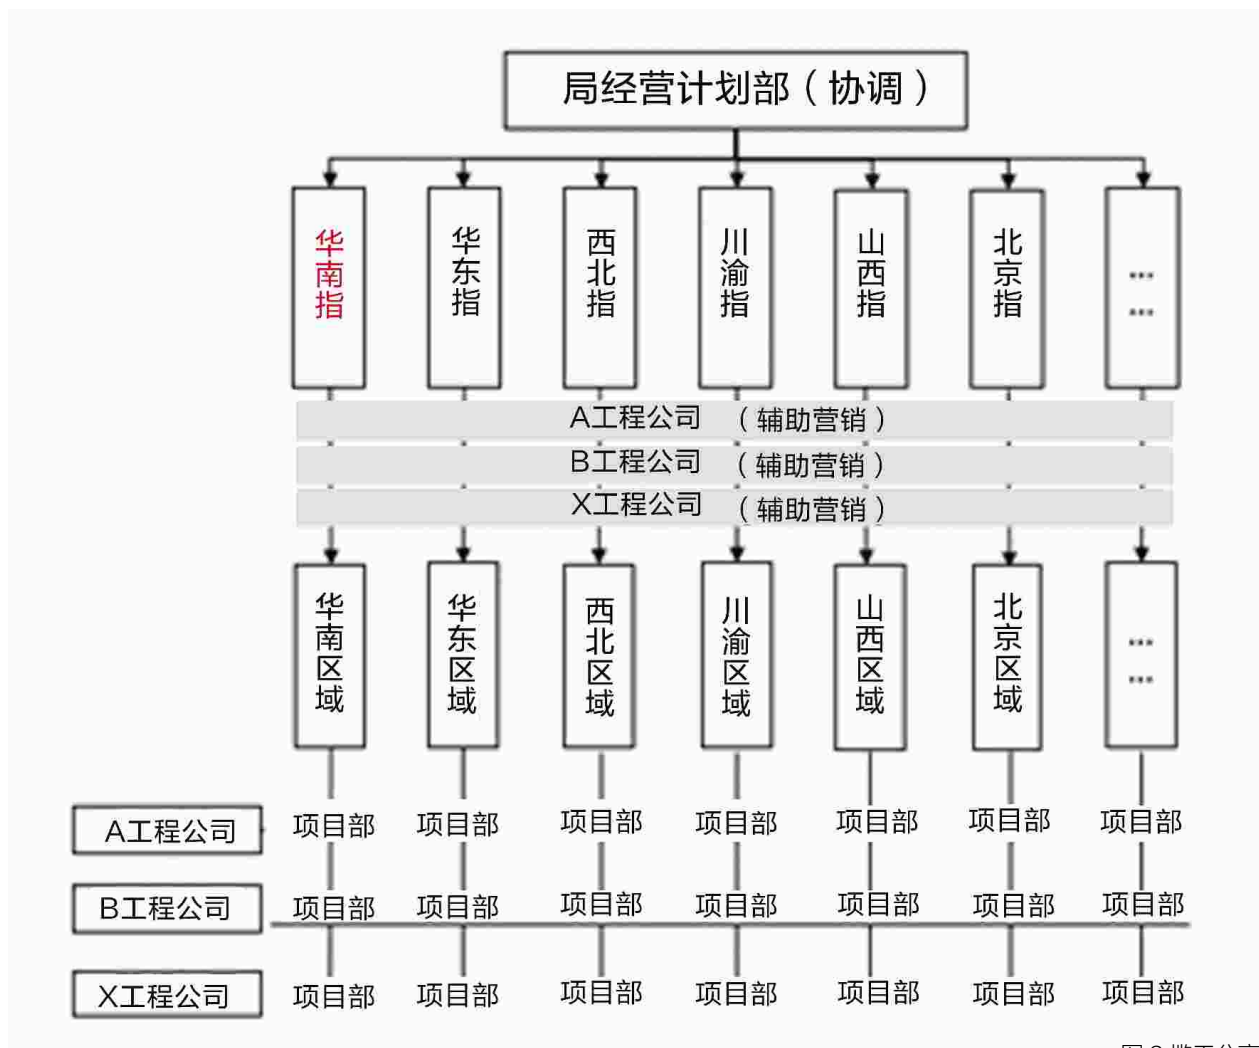 局经营计划部（协调）
华南指
华东指
西北指
川渝指
山西指
北京指
……
A工程公司 （辅助营销）
B工程公司 （辅助营销）
X工程公司 （辅助营销）
华南区域
华东区域
西北区域
川渝区域
山西区域
北京区域
……
A工程公司 项目部 项目部 项目部 项目部 项目部 项目部 项目部
B工程公司 项目部 项目部 项目部 项目部 项目部 项目部 项目部
X工程公司 项目部 项目部 项目部 项目部 项目部 项目部 项目部